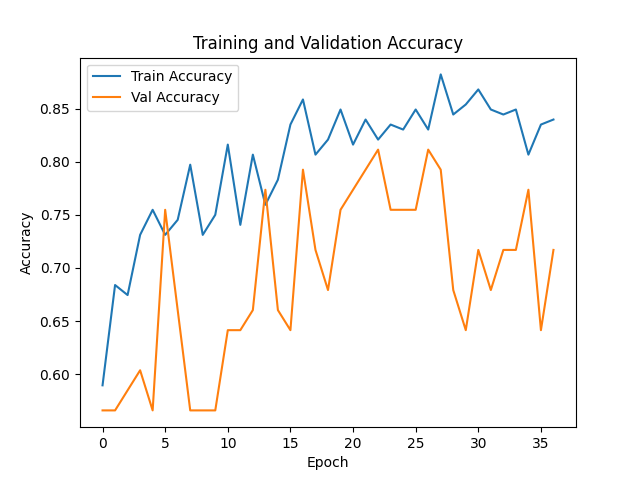 Training and Validation Accuracy
Train Accuracy
Val Accuracy
0.85
0.80
0.75
0.70
0.65
0.60
Accuracy
0 5 10 15 20 25 30 35
Epoch